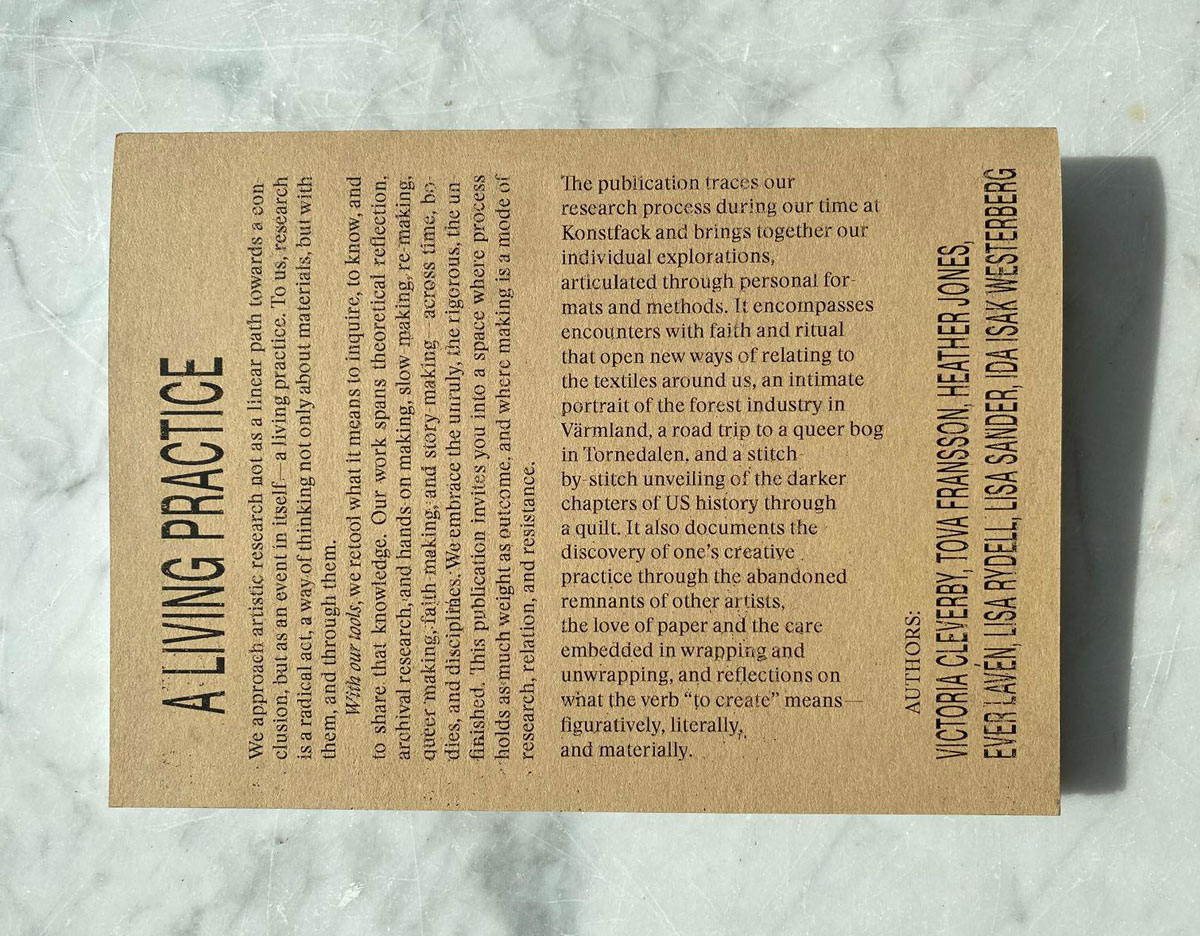 A LIVING PRACTICE
We approach artistic research not as a linear path towards a con-
clusion, but as an event in itself—a living practice. To us, research
is a radical act, a way of thinking not only about materials, but with
them, and through them.
With our tools, we retool what it means to inquire, to know, and
to share that knowledge. Our work spans theoretical reflection,
archival research, and hands on making, slow making, re-making,
queer making, faith making, and story making—across time, bo-
dies, and disciplines. We embrace the unruly, the rigorous, the un
finished. This publication invites you into a space where process
holds as much weight as outcome, and where making is a mode of
research, relation, and resistance.
The publication traces our
research process during our time at
Konstfack and brings together our
individual explorations,
articulated through personal for-
mats and methods. It encompasses
encounters with faith and ritual
that open new ways of relating to
the textiles around us, an intimate
portrait of the forest industry in
Värmland, a road trip to a queer bog
in Tornedalen, and a stitch-
by-stitch unveiling of the darker
chapters of US history through
a quilt. It also documents the
discovery of one's creative
practice through the abandoned
remnants of other artists,
the love of paper and the care
embedded in wrapping and
unwrapping, and reflections on
what the verb “to create” means—
figuratively, literally,
and materially.
AUTHORS:
VICTORIA CLEVERBY, TOVA FRANSSON, HEATHER JONES,
EVER LAVÉN, LISA RYDELL, LISA SANDER, IDA ISAK WESTERBERG